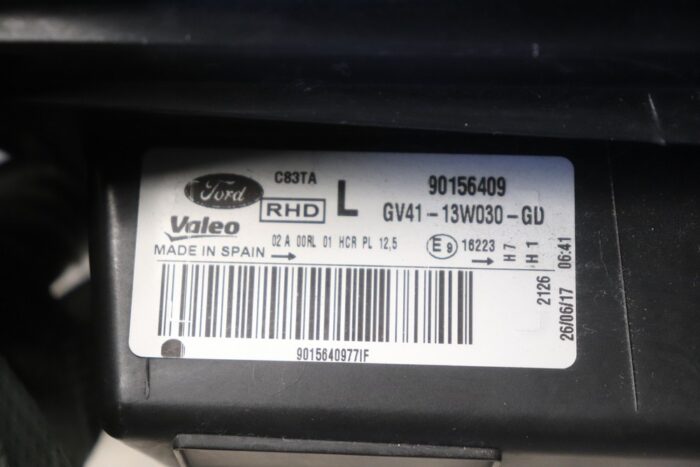 C83TA
Ford
RHD L
90156409
GV41-13W030-GD
Valeo
02 A 00RL 01 HCR PL 12,5
E9 16223
MADE IN SPAIN
H7
H1
2126
26/06/17 06:41
9015640977IF